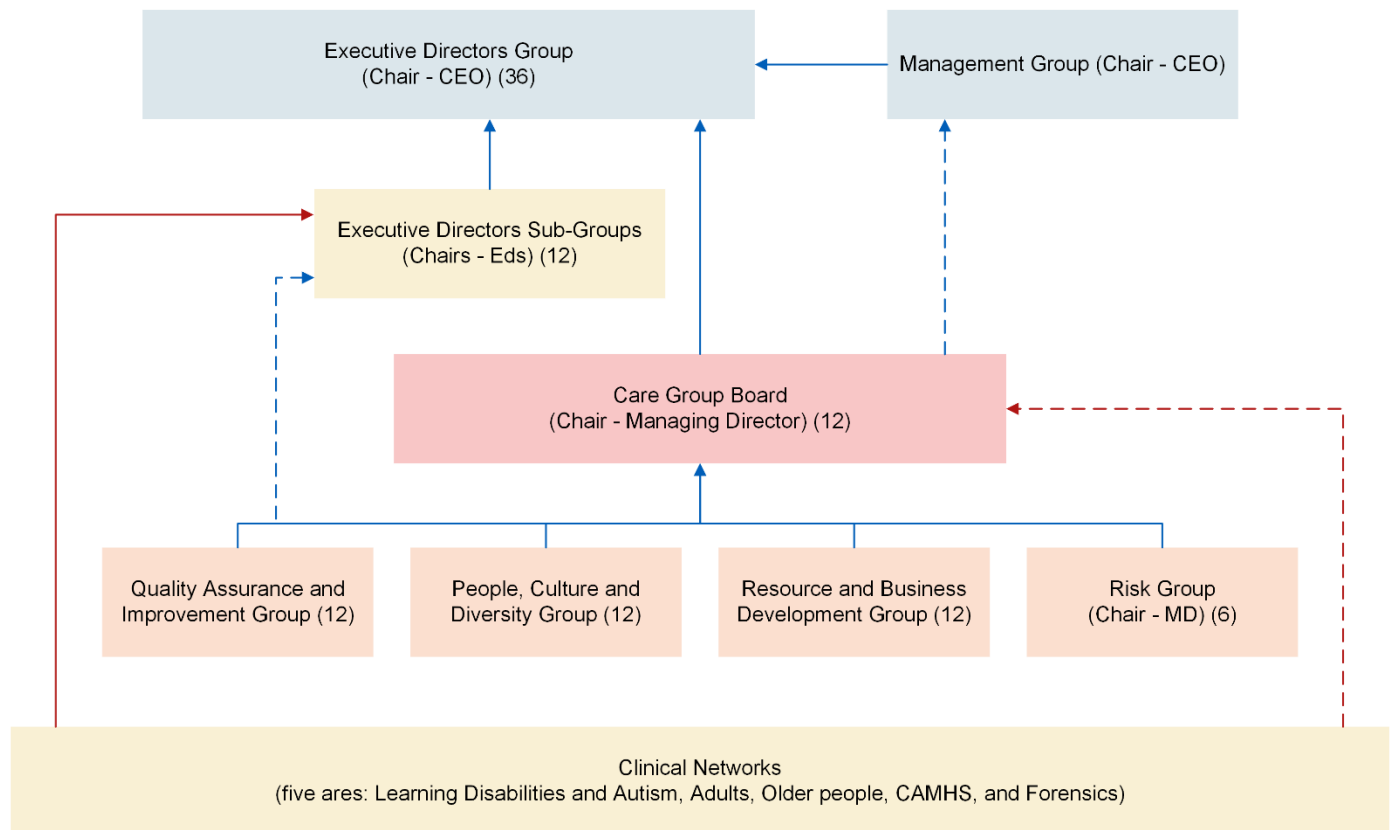 Executive Directors Group
(Chair - CEO) (36)
Management Group (Chair - CEO)
Executive Directors Sub-Groups
(Chairs - Eds) (12)
Care Group Board
(Chair - Managing Director) (12)
Quality Assurance and
Improvement Group (12)
People, Culture and
Diversity Group (12)
Resource and Business
Development Group (12)
Risk Group
(Chair - MD) (6)
Clinical Networks
(five ares: Learning Disabilities and Autism, Adults, Older people, CAMHS, and Forensics)